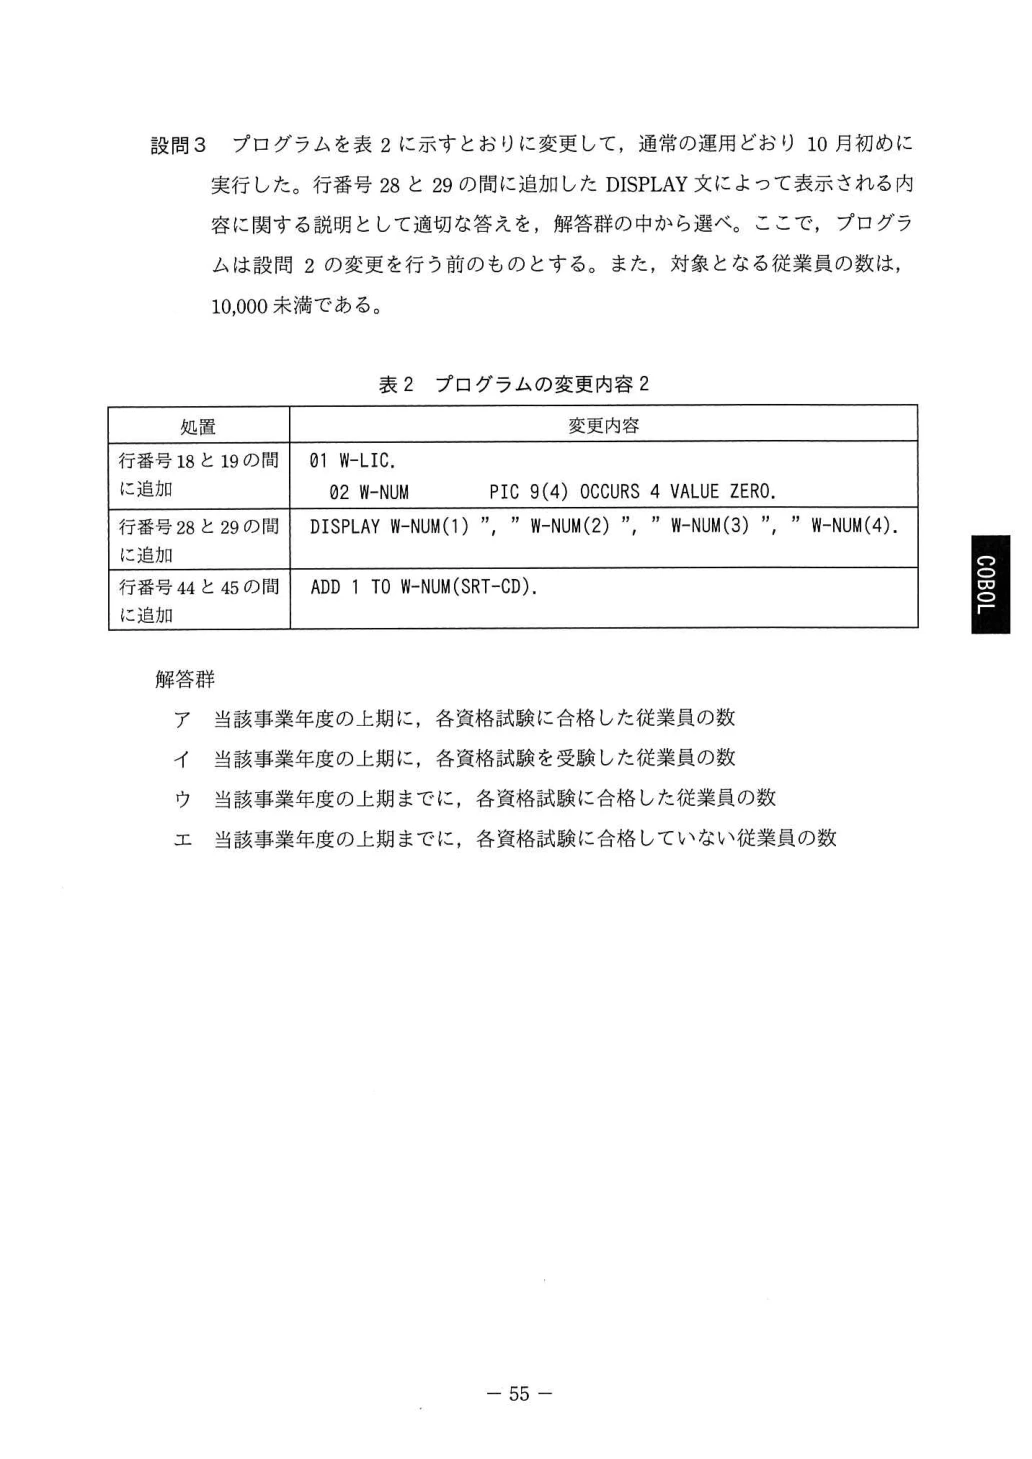 設問3 プログラムを表 2 に示すとおりに変更して，通常の運用どおり 10 月初めに
実行した。行番号 28 と 29 の間に追加した DISPLAY 文によって表示される内
容に関する説明として適切な答えを，解答群の中から選べ。ここで，プログラ
ムは設問 2 の変更を行う前のものとする。また，対象となる従業員の数は，
10,000 未満である。
表2 プログラムの変更内容2
処置 変更内容
行番号 18 と 19 の間
に追加
01 W-LIC.
02 W-NUM PIC 9(4) OCCURS 4 VALUE ZERO.
行番号 28 と 29 の間
に追加
DISPLAY W-NUM(1) ”, ” W-NUM(2) ”, ” W-NUM(3) ”, ” W-NUM(4).
行番号 44 と 45 の間
に追加
ADD 1 TO W-NUM(SRT-CD).
COBOL
解答群
ア 当該事業年度の上期に，各資格試験に合格した従業員の数
イ 当該事業年度の上期に，各資格試験を受験した従業員の数
ウ 当該事業年度の上期までに，各資格試験に合格した従業員の数
エ 当該事業年度の上期までに，各資格試験に合格していない従業員の数
－ 55 －